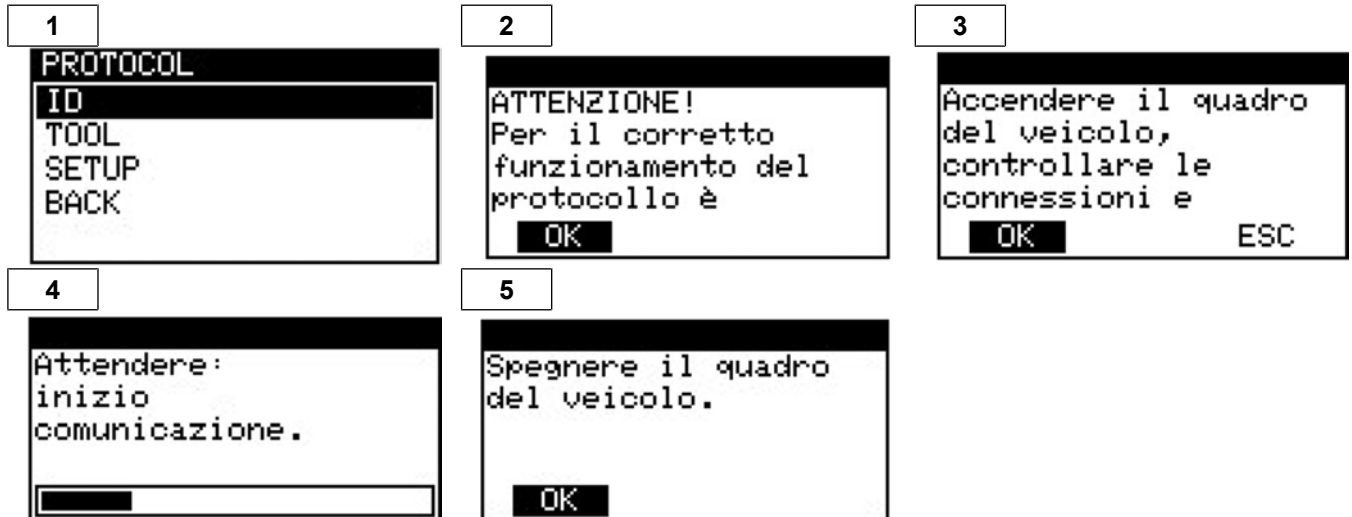 1
PROTOCOL
ID
TOOL
SETUP
BACK
2
ATTENZIONE!
Per il corretto
funzionamento del
protocollo è
OK
3
Accendere il quadro
del veicolo,
controllare le
connessioni e
OK ESC
4
Attendere:
inizio
comunicazione.
5
Spegnere il quadro
del veicolo.
OK